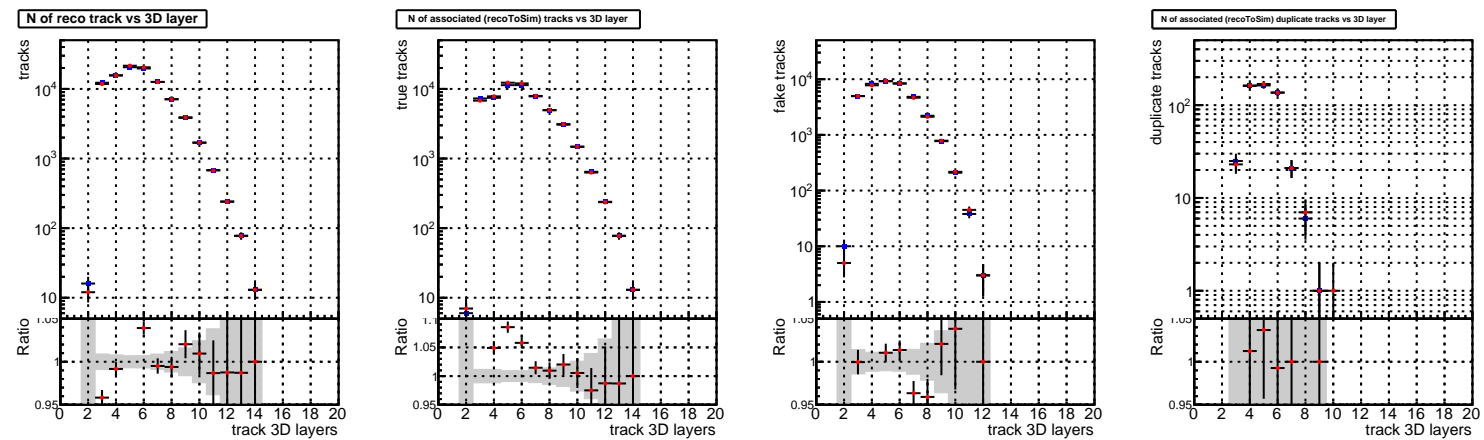 N of reco track vs 3D layer
tracks
10⁴
10³
10²
10
Ratio
1.05
1
0.95
0 2 4 6 8 10 12 14 16 18 20
track 3D layers
N of associated (recoToSim) tracks vs 3D layer
true tracks
10⁴
10³
10²
10
Ratio
1.1
1.05
1
0.95
0 2 4 6 8 10 12 14 16 18 20
track 3D layers
fake tracks
10⁴
10³
10²
10
1
Ratio
1.05
1
0.95
0 2 4 6 8 10 12 14 16 18 20
track 3D layers
N of associated (recoToSim) duplicate tracks vs 3D layer
duplicate tracks
10²
10
1
Ratio
1.05
1
0.95
0 2 4 6 8 10 12 14 16 18 20
track 3D layers